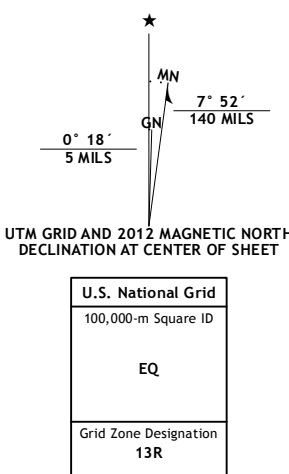 ★
MN
7° 52´
140 MILS
GN
0° 18´
5 MILS
UTM GRID AND 2012 MAGNETIC NORTH
DECLINATION AT CENTER OF SHEET
U.S. National Grid
100,000-m Square ID
EQ
Grid Zone Designation
13R